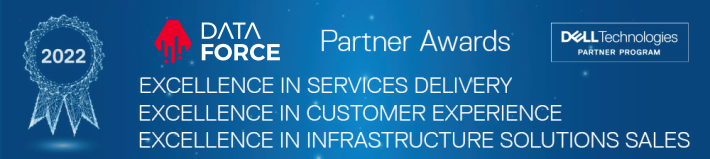 2022
DATA
FORCE
Partner Awards
DELLTechnologies
PARTNER PROGRAM
EXCELLENCE IN SERVICES DELIVERY
EXCELLENCE IN CUSTOMER EXPERIENCE
EXCELLENCE IN INFRASTRUCTURE SOLUTIONS SALES